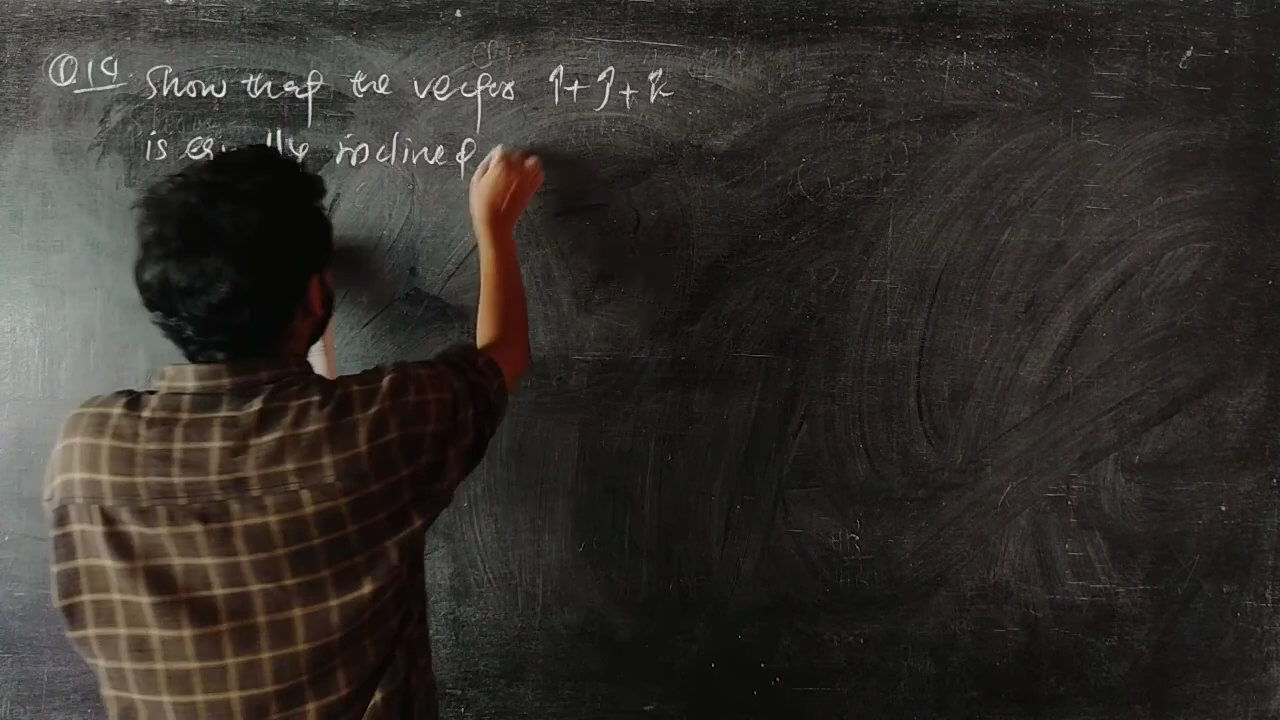 Q19. Show that the vector î + ĵ + k̂
is equally inclined